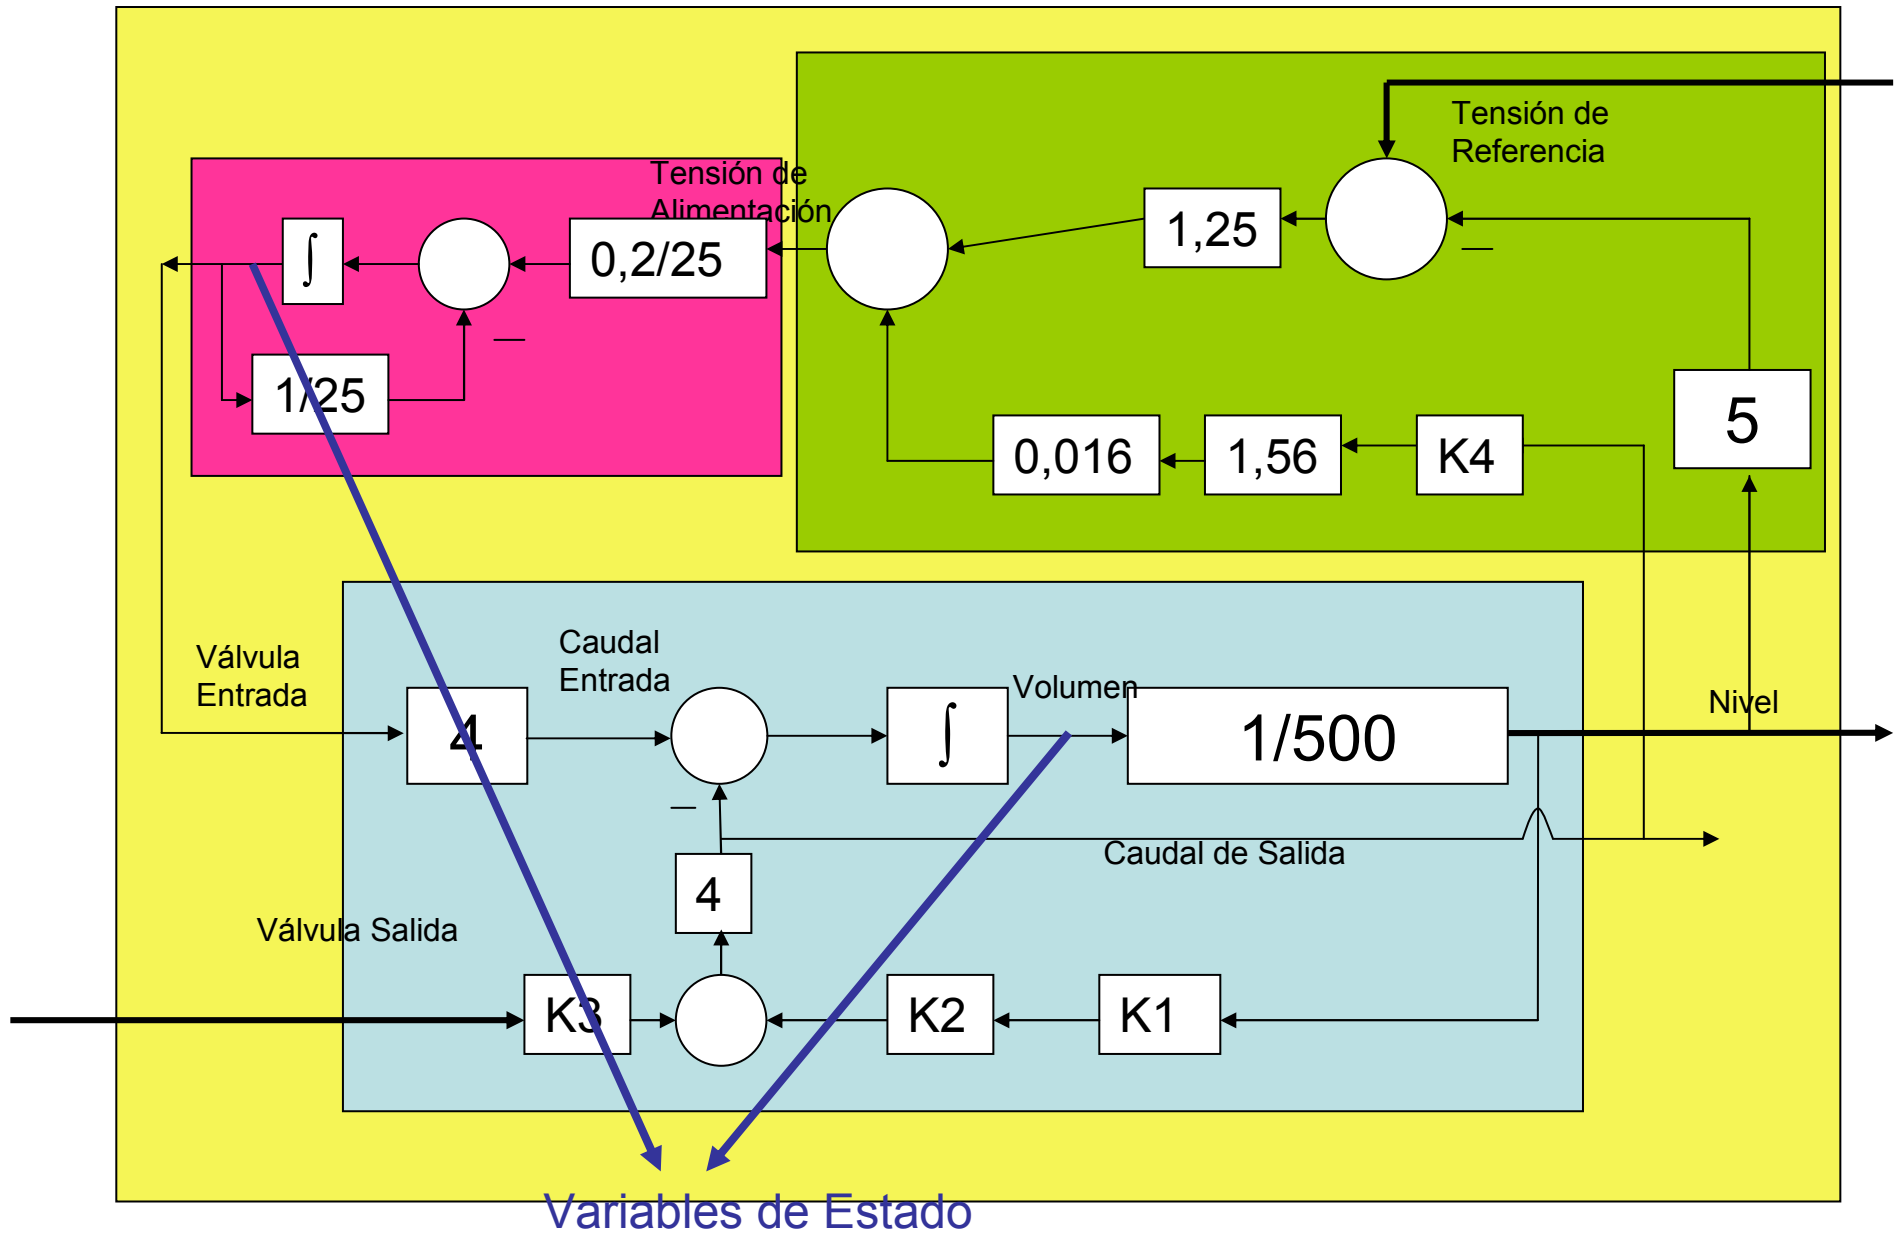 Tensión de
Referencia
Tensión de
Alimentación
∫
0,2/25
1,25
—
—
1/25
0,016
1,56
K4
5
Válvula
Entrada
Caudal
Entrada
4
∫
Volumen
1/500
Nivel
—
4
Caudal de Salida
Válvula Salida
K3
K2
K1
Variables de Estado